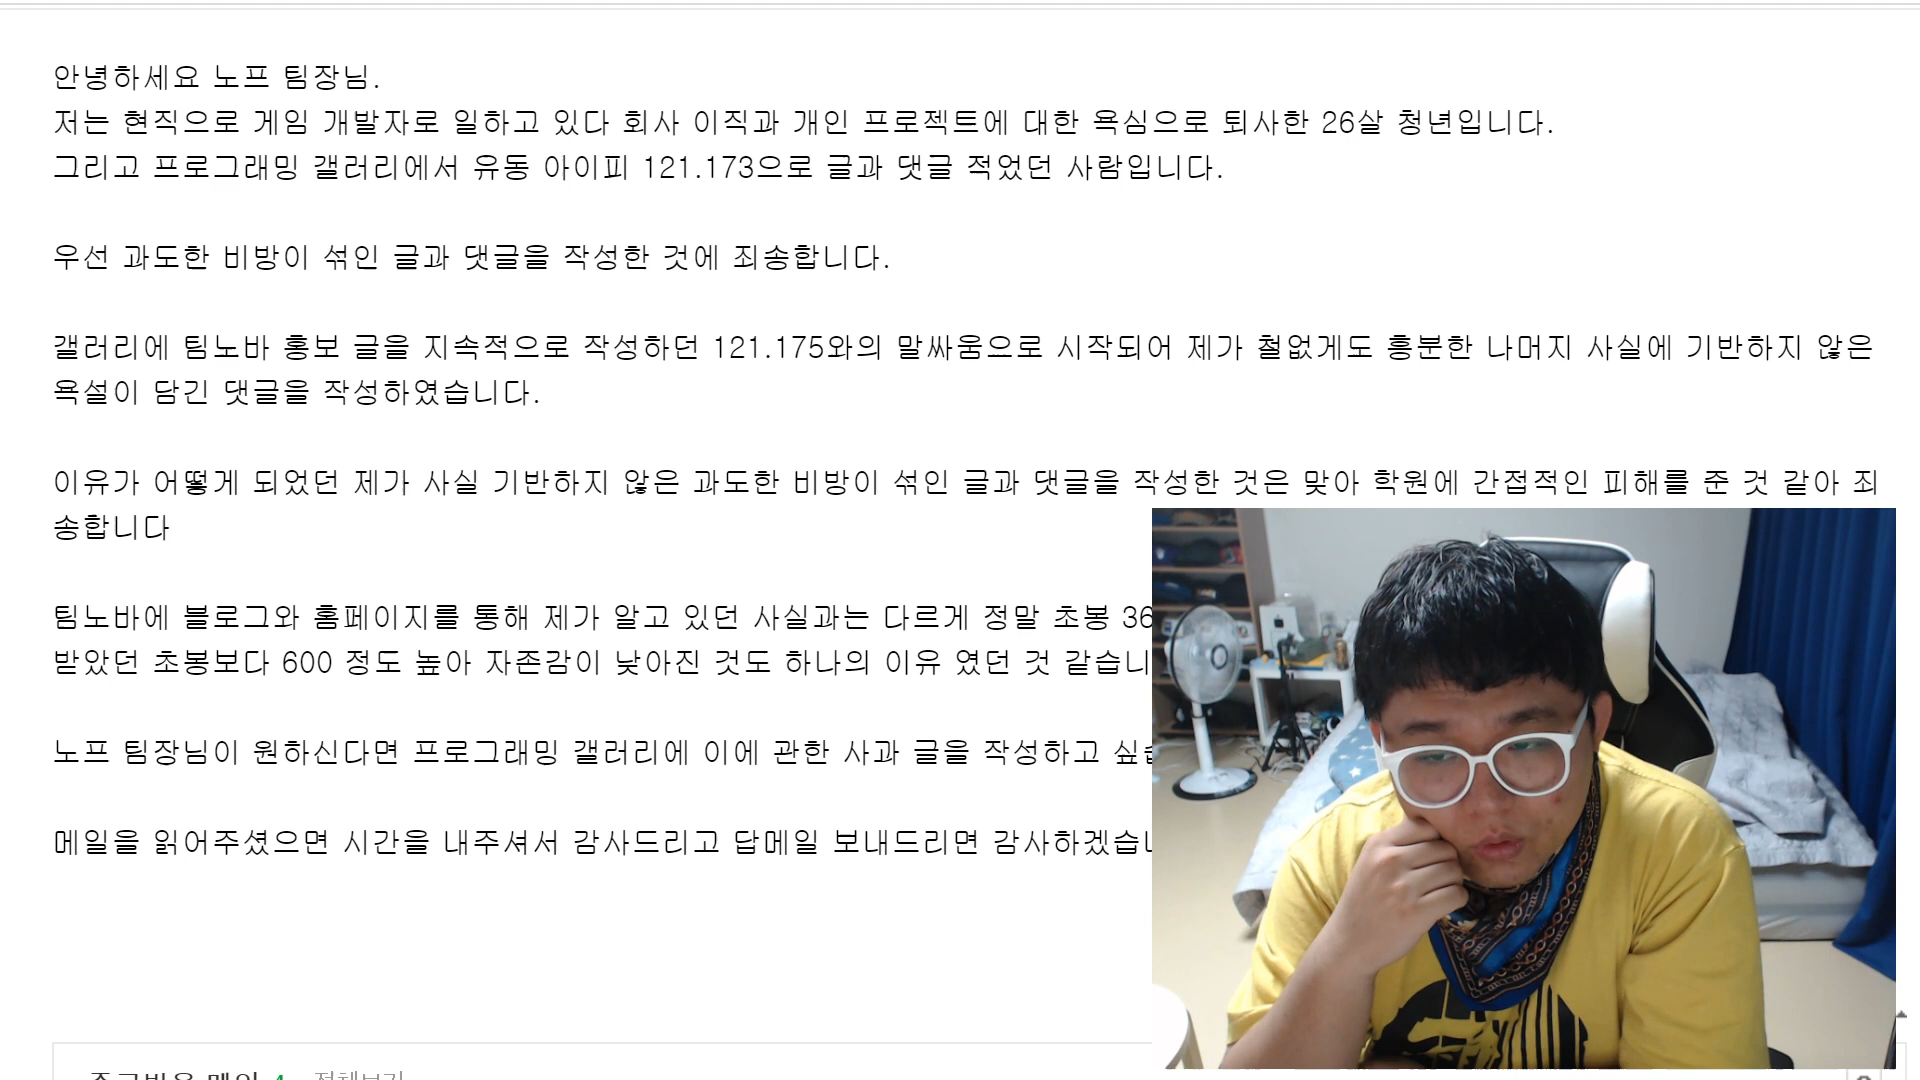 안녕하세요 노프 팀장님.
저는 현직으로 게임 개발자로 일하고 있다 회사 이직과 개인 프로젝트에 대한 욕심으로 퇴사한 26살 청년입니다.
그리고 프로그래밍 갤러리에서 유동 아이피 121.173으로 글과 댓글 적었던 사람입니다.
우선 과도한 비방이 섞인 글과 댓글을 작성한 것에 죄송합니다.
갤러리에 팀노바 홍보 글을 지속적으로 작성하던 121.175와의 말싸움으로 시작되어 제가 철없게도 흥분한 나머지 사실에 기반하지 않은
욕설이 담긴 댓글을 작성하였습니다.
이유가 어떻게 되었던 제가 사실 기반하지 않은 과도한 비방이 섞인 글과 댓글을 작성한 것은 맞아 학원에 간접적인 피해를 준 것 같아 죄
송합니다
팀노바에 블로그와 홈페이지를 통해 제가 알고 있던 사실과는 다르게 정말 초봉 36
받았던 초봉보다 600 정도 높아 자존감이 낮아진 것도 하나의 이유 였던 것 같습니
노프 팀장님이 원하신다면 프로그래밍 갤러리에 이에 관한 사과 글을 작성하고
메일을 읽어주셨으면 시간을 내주셔서 감사드리고 답메일 보내드리면 감사하겠습니
전체보기